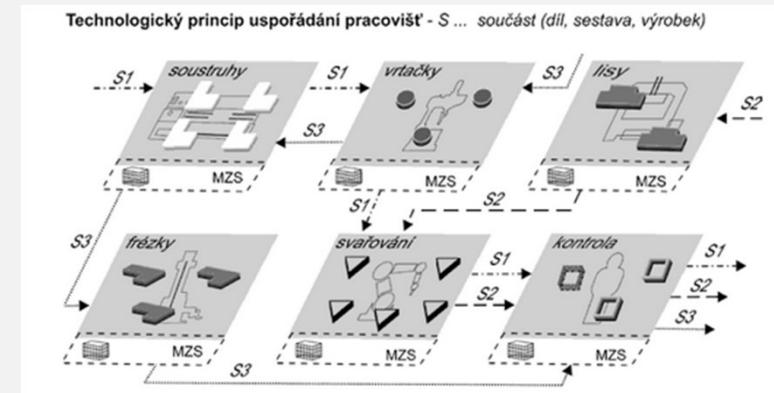 Technologický princip uspořádání pracovišť - S ... součást (díl, sestava, výrobek)
S1
soustruhy
S1
vrtačky
S3
lisy
S2
S3
MZS
MZS
MZS
S3
S1
S2
frézky
svařování
S1
kontrola
S1
S2
S2
S3
MZS
MZS
MZS
S3